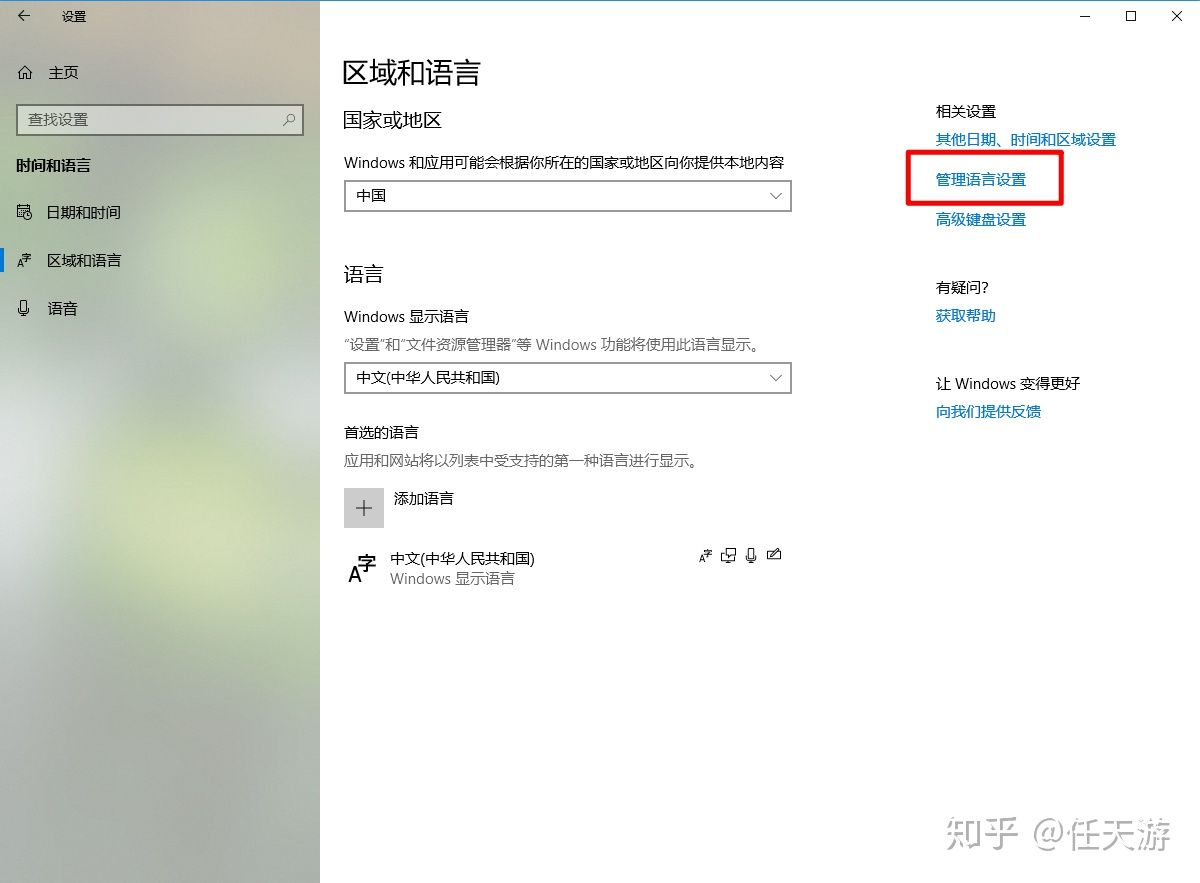 设置
主页
查找设置
时间和语言
日期和时间
区域和语言
语音
区域和语言
国家或地区
Windows 和应用可能会根据你所在的国家或地区向你提供本地内容
中国
语言
Windows 显示语言
“设置”和“文件资源管理器”等 Windows 功能将使用此语言显示。
中文(中华人民共和国)
首选的语言
应用和网站将以列表中受支持的第一种语言进行显示。
添加语言
A字 中文(中华人民共和国)
Windows 显示语言
相关设置
其他日期、时间和区域设置
管理语言设置
高级键盘设置
有疑问?
获取帮助
让 Windows 变得更好
向我们提供反馈
知乎 @任天游